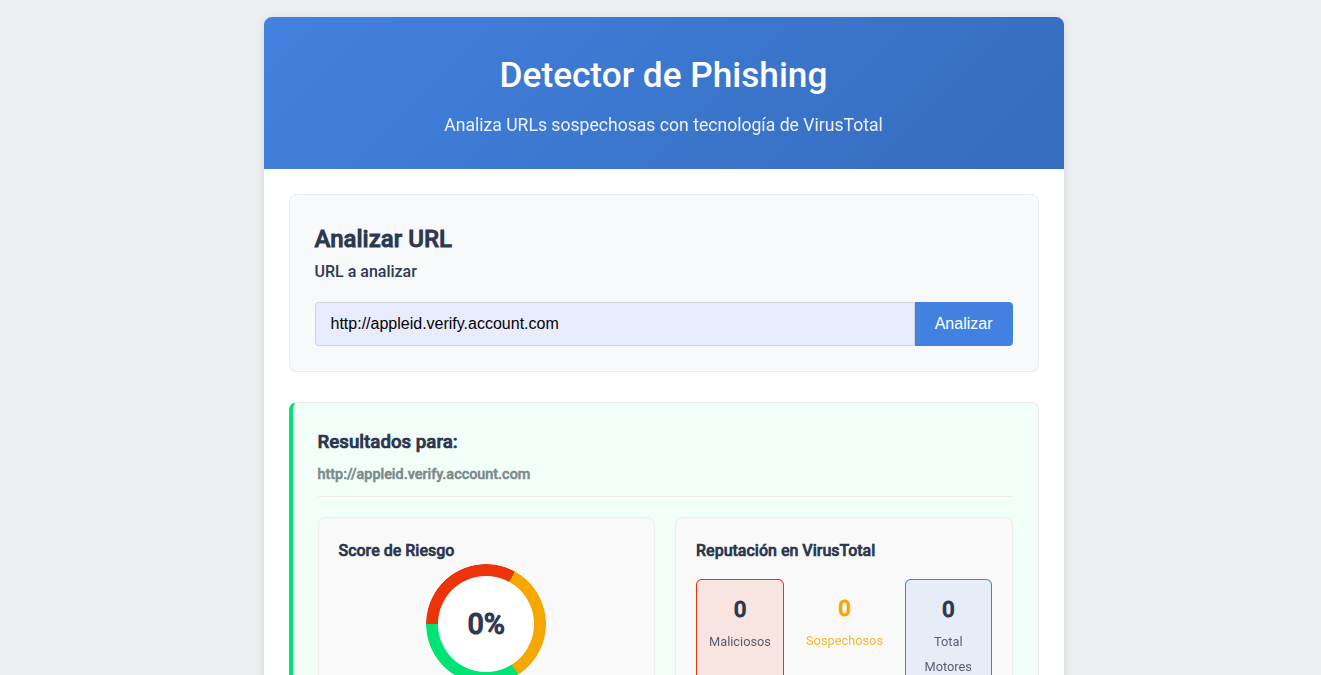 Detector de Phishing
Analiza URLs sospechosas con tecnología de VirusTotal
Analizar URL
URL a analizar
http://appleid.verify.account.com
Analizar
Resultados para:
http://appleid.verify.account.com
Score de Riesgo
0%
Reputación en VirusTotal
0
Maliciosos
0
Sospechosos
0
Total
Motores